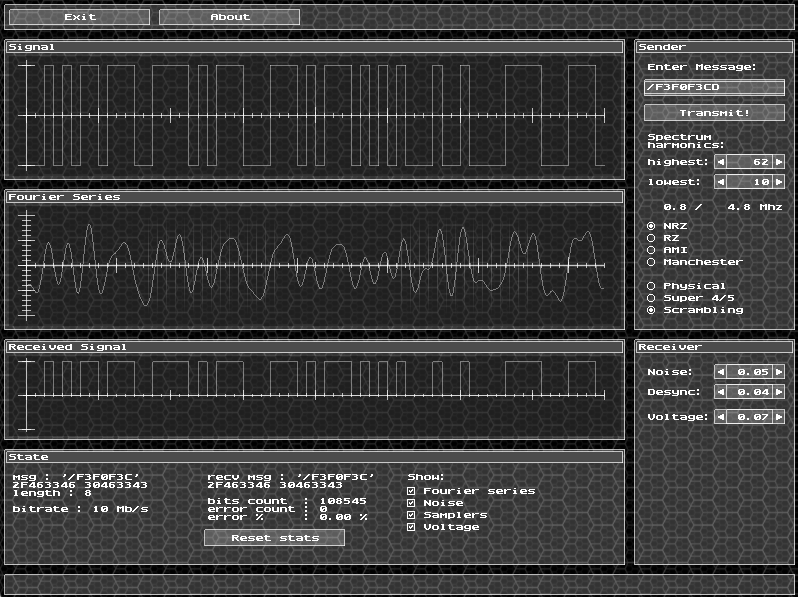 Exit About
Signal
Fourier Series
Received Signal
State
msg : '/F3F0F3C'
2F463346 30463343
length : 8
bitrate : 10 Mb/s
recv msg : '/F3F0F3C'
2F463346 30463343
bits count : 108545
error count : 0
error % : 0.00 %
Reset stats
Show:
Fourier series
Noise
Samplers
Voltage
Sender
Enter Message:
/F3F0F3CD
Transmit!
Spectrum
harmonics:
highest: 62
lowest: 10
0.8 / 4.8 Mhz
NRZ
RZ
AMI
Manchester
Physical
Super 4/5
Scrambling
Receiver
Noise: 0.05
Desync: 0.04
Voltage: 0.07